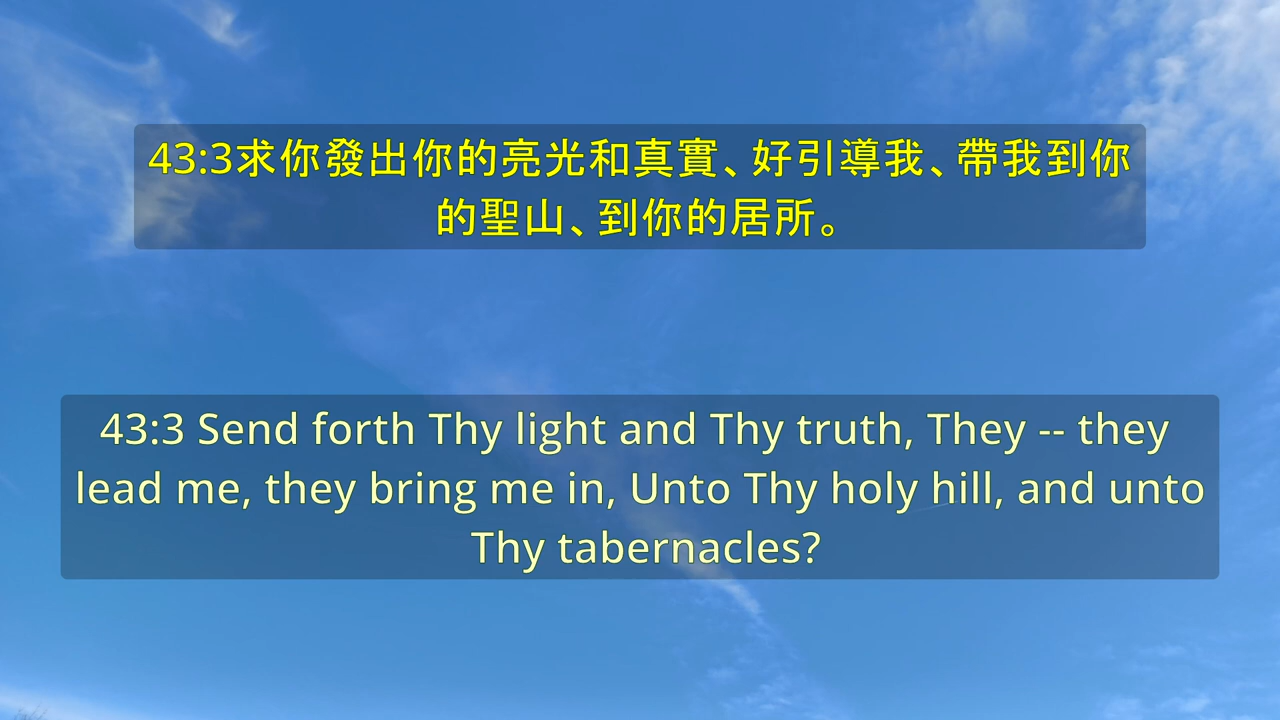 43:3求你發出你的亮光和真實、好引導我、帶我到你
的聖山、到你的居所。
43:3 Send forth Thy light and Thy truth, They -- they
lead me, they bring me in, Unto Thy holy hill, and unto
Thy tabernacles?